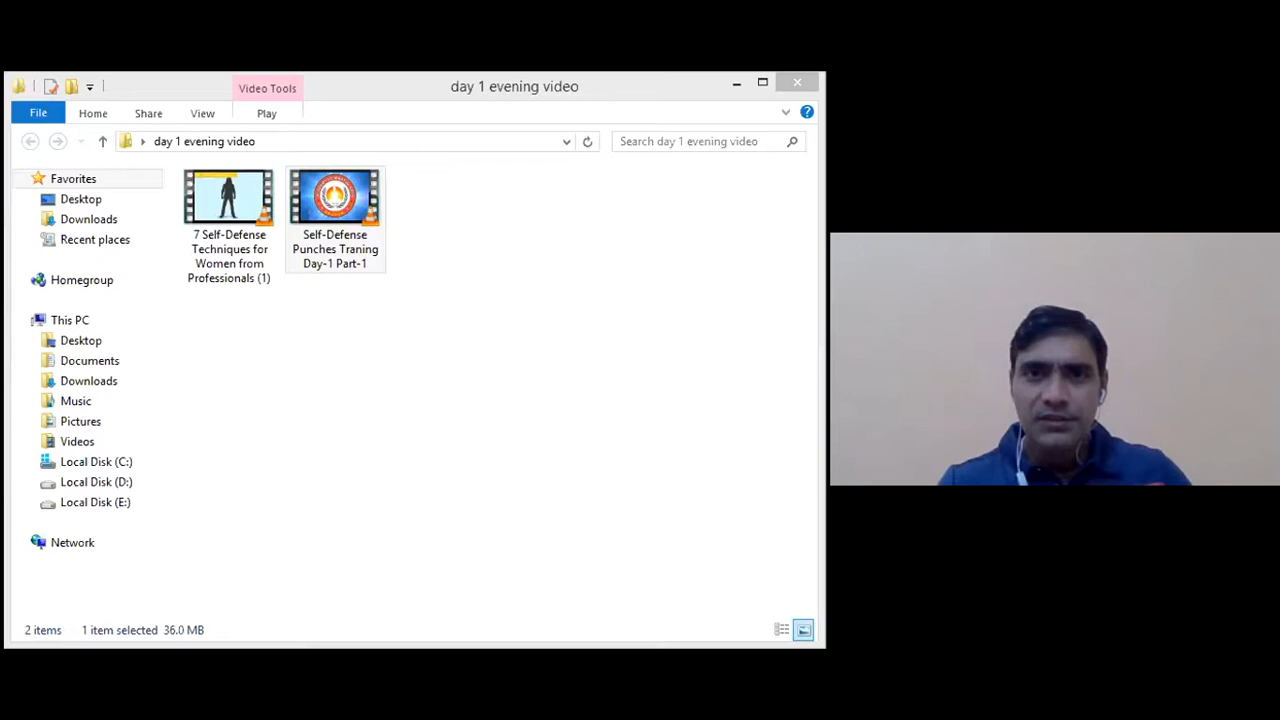 Video Tools
day 1 evening video
File
Home
Share
View
Play
day 1 evening video
Search day 1 evening video
Favorites
Desktop
Downloads
Recent places
Homegroup
This PC
Desktop
Documents
Downloads
Music
Pictures
Videos
Local Disk (C:)
Local Disk (D:)
Local Disk (E:)
Network
7 Self-Defense
Techniques for
Women from
Professionals (1)
Self-Defense
Punches Traning
Day-1 Part-1
2 items
1 item selected 36.0 MB